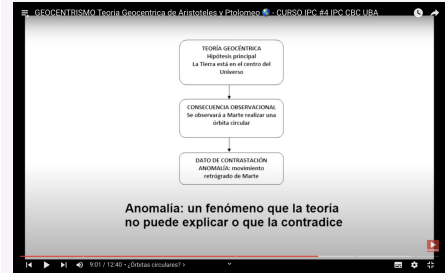 GEOCENTRISMO Teoria Geocentrica de Aristoteles y Ptolomeo 🌎 - CURSO IPC #4 IPC CBC UBA
TEORÍA GEOCÉNTRICA
Hipótesis principal
La Tierra está en el centro del
Universo
CONSECUENCIA OBSERVACIONAL
Se observará a Marte realizar una
órbita circular
DATO DE CONTRASTACIÓN
ANOMALÍA: movimiento
retrógrado de Marte
Anomalía: un fenómeno que la teoría
no puede explicar o que la contradice
9:01 / 12:40 • ¿Órbitas circulares? >